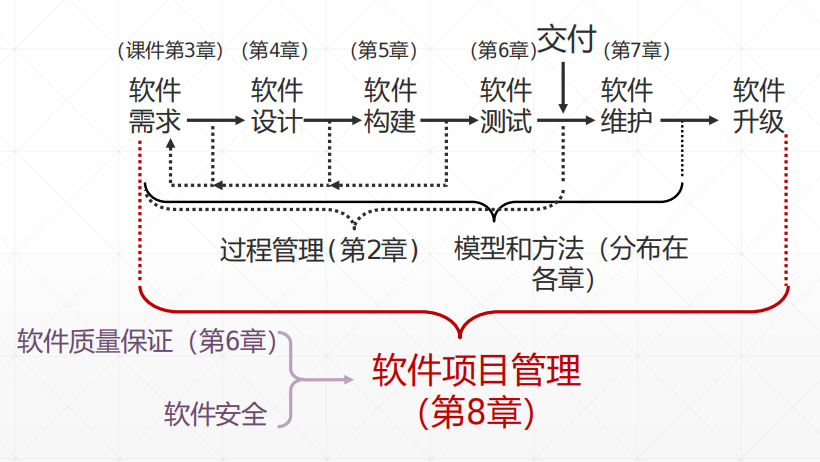 (课件第3章)
(第4章)
(第5章)
(第6章)
交付
(第7章)
软件
需求
软件
设计
软件
构建
软件
测试
软件
维护
软件
升级
过程管理(第2章)
模型和方法（分布在
各章）
软件质量保证（第6章）
软件安全
软件项目管理
（第8章）